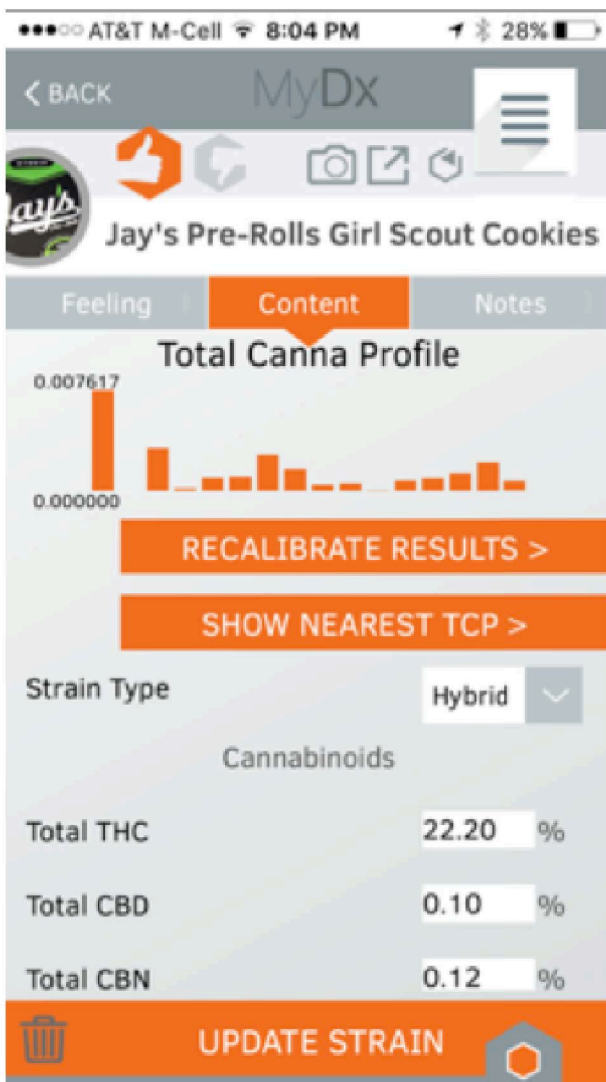 AT&T M-Cell 8:04 PM 28%
< BACK MyDx
Jay's
Jay's Pre-Rolls Girl Scout Cookies
Feeling Content Notes
Total Canna Profile
0.007617
0.000000
RECALIBRATE RESULTS >
SHOW NEAREST TCP >
Strain Type Hybrid
Cannabinoids
Total THC 22.20 %
Total CBD 0.10 %
Total CBN 0.12 %
UPDATE STRAIN